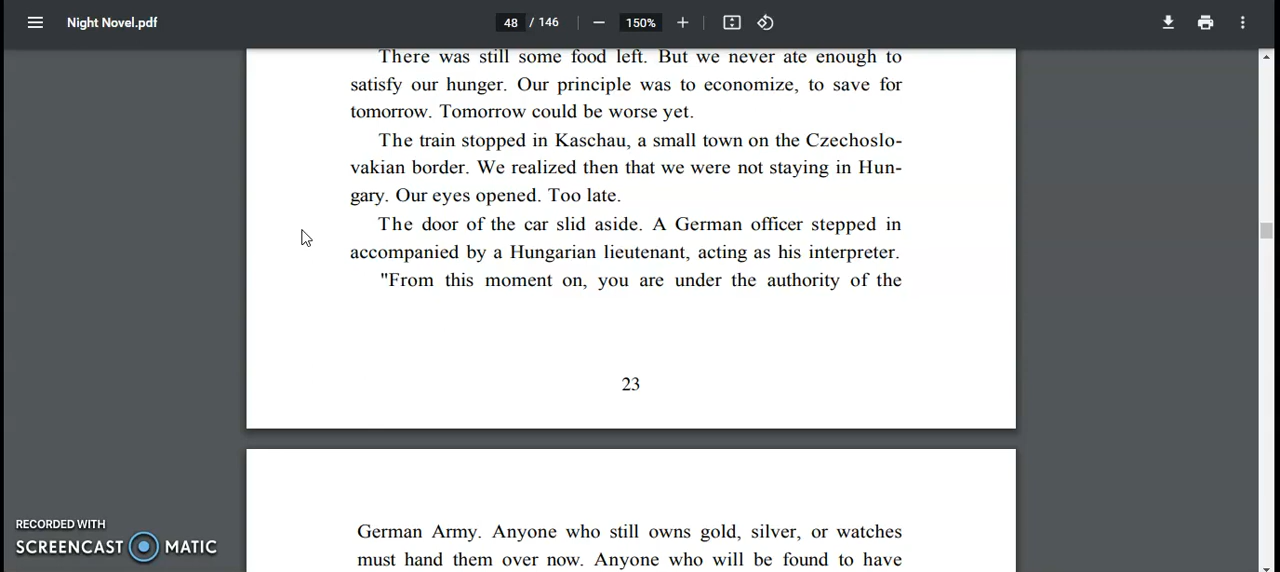 Night Novel.pdf
48 / 146
150%
There was still some food left. But we never ate enough to
satisfy our hunger. Our principle was to economize, to save for
tomorrow. Tomorrow could be worse yet.
The train stopped in Kaschau, a small town on the Czechoslo-
vakian border. We realized then that we were not staying in Hun-
gary. Our eyes opened. Too late.
The door of the car slid aside. A German officer stepped in
accompanied by a Hungarian lieutenant, acting as his interpreter.
"From this moment on, you are under the authority of the
23
German Army. Anyone who still owns gold, silver, or watches
must hand them over now. Anyone who will be found to have
RECORDED WITH
SCREENCAST MATIC